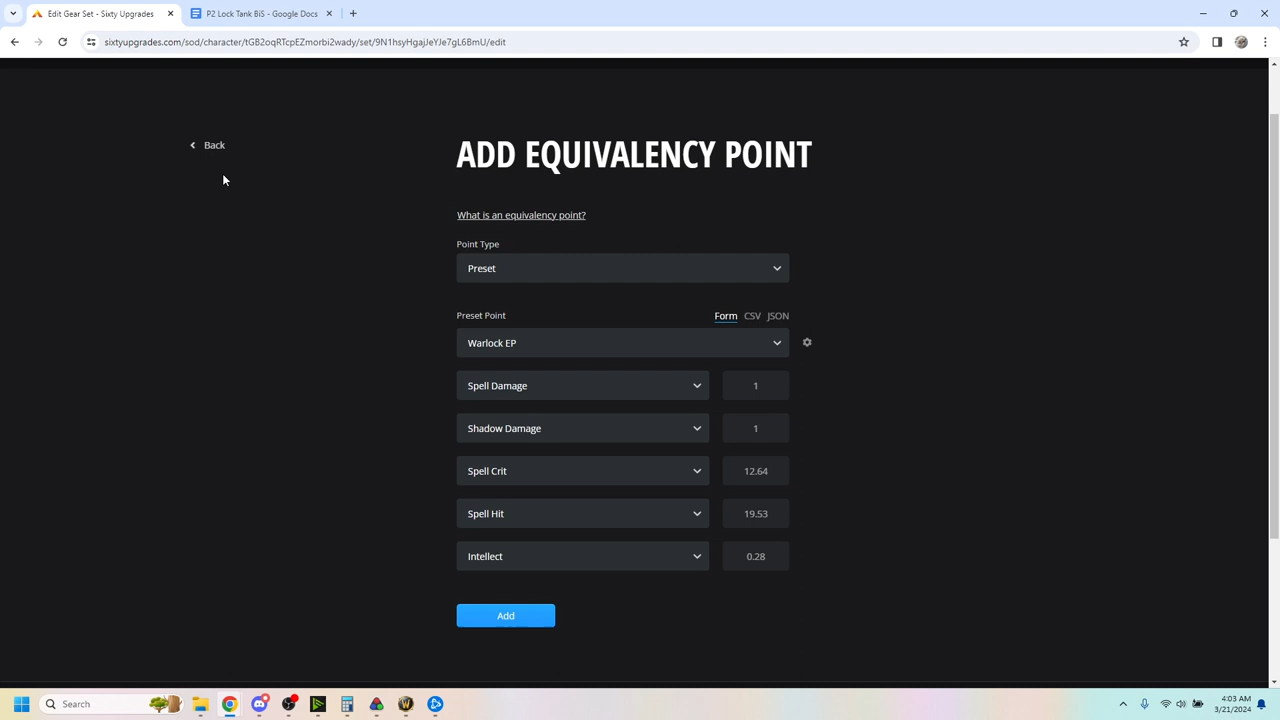 Edit Gear Set - Sixty Upgrades
P2 Lock Tank BiS - Google Docs
sixtyupgrades.com/sod/character/tGB2oqRTcpEZmorbi2wady/set/9N1hsyHgajJeYJe7gL6BmU/edit
Back
ADD EQUIVALENCY POINT
What is an equivalency point?
Point Type
Preset
Preset Point Form CSV JSON
Warlock EP
Spell Damage 1
Shadow Damage 1
Spell Crit 12.64
Spell Hit 19.53
Intellect 0.28
Add
Search
4:03 AM
3/21/2024